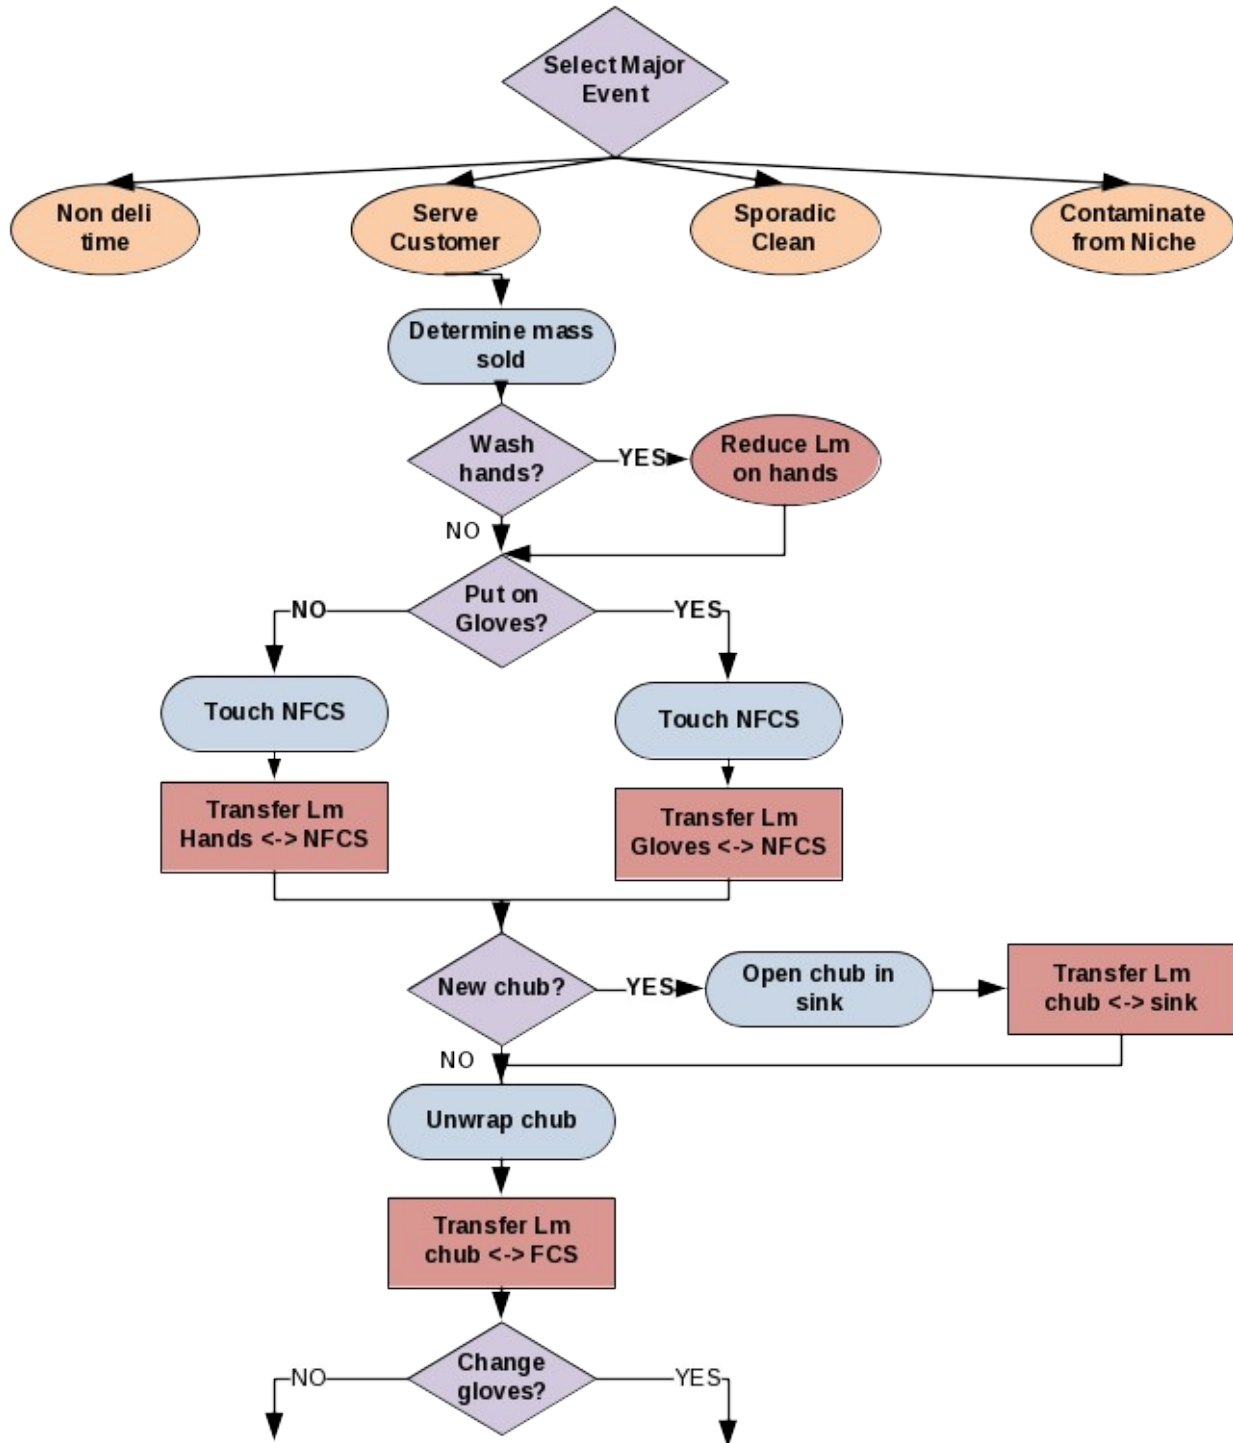 Select Major
Event
Non deli
time
Serve
Customer
Sporadic
Clean
Contaminate
from Niche
Determine mass
sold
Wash
hands?
YES
Reduce Lm
on hands
NO
Put on
Gloves?
NO
YES
Touch NFCS
Touch NFCS
Transfer Lm
Hands <-> NFCS
Transfer Lm
Gloves <-> NFCS
New chub?
YES
Open chub in
sink
Transfer Lm
chub <-> sink
NO
Unwrap chub
Transfer Lm
chub <-> FCS
Change
gloves?
NO
YES